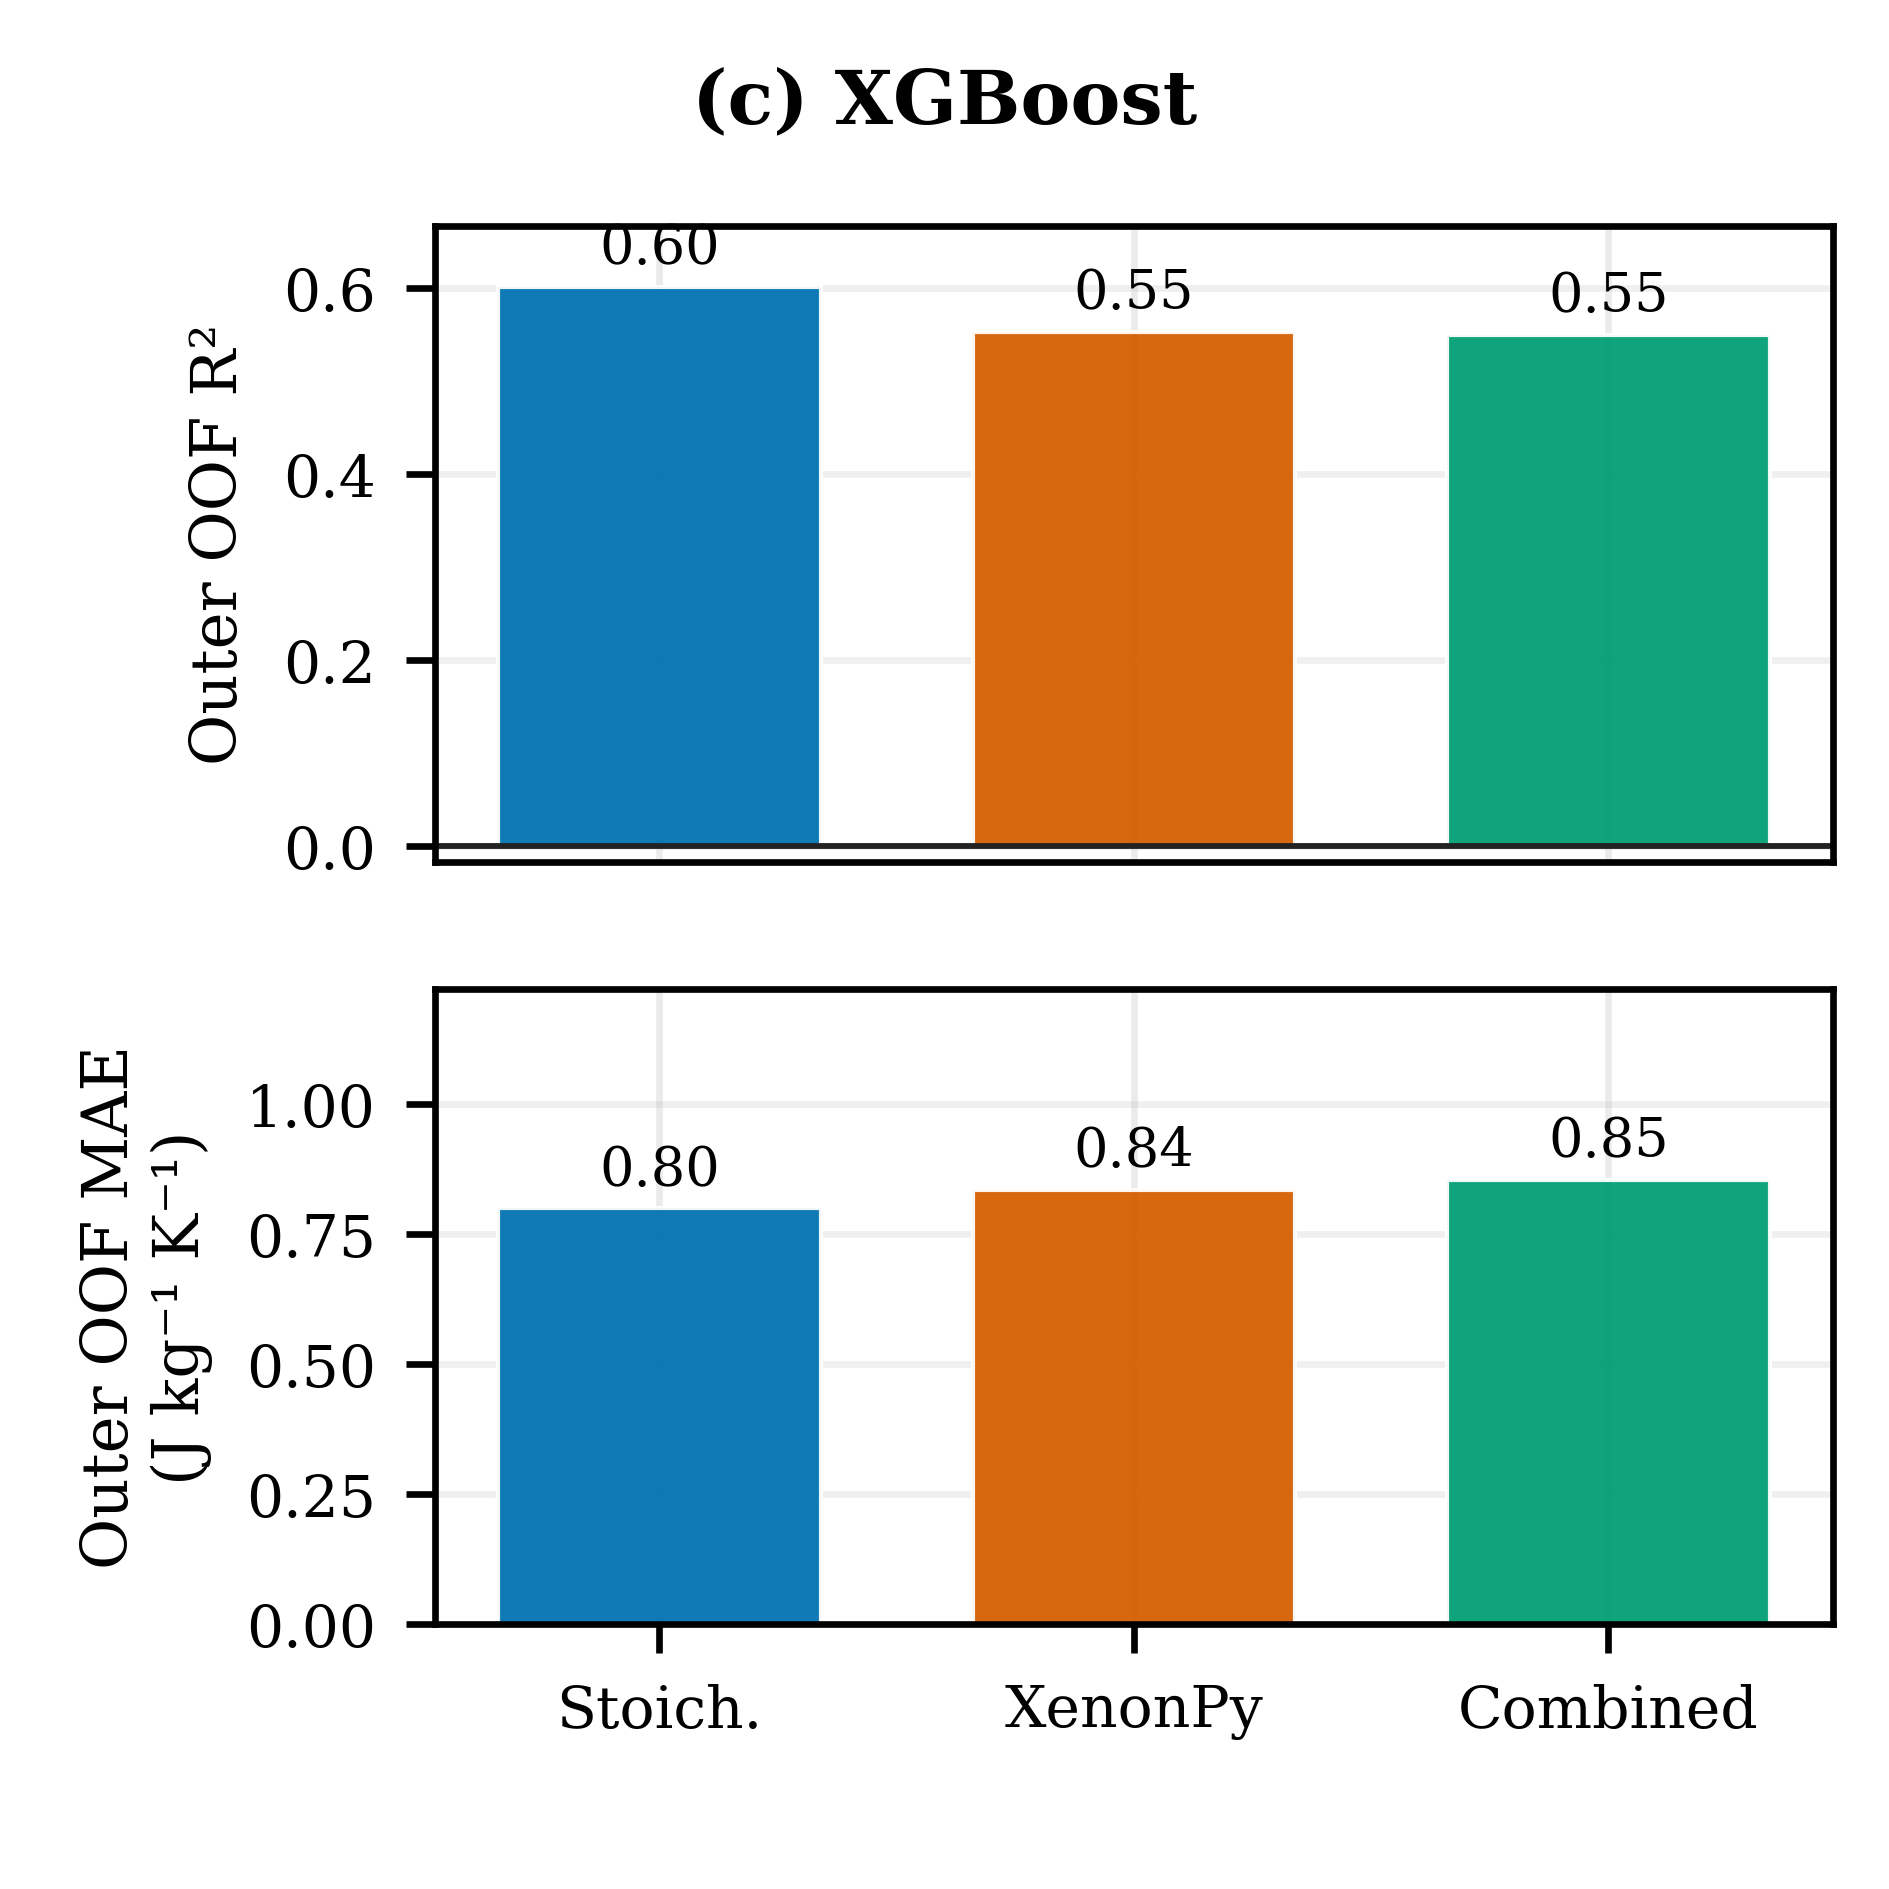 (c) XGBoost
Outer OOF R²
0.6
0.4
0.2
0.0
0.60
0.55
0.55
Outer OOF MAE
(J kg⁻¹ K⁻¹)
1.00
0.75
0.50
0.25
0.00
0.80
0.84
0.85
Stoich.
XenonPy
Combined